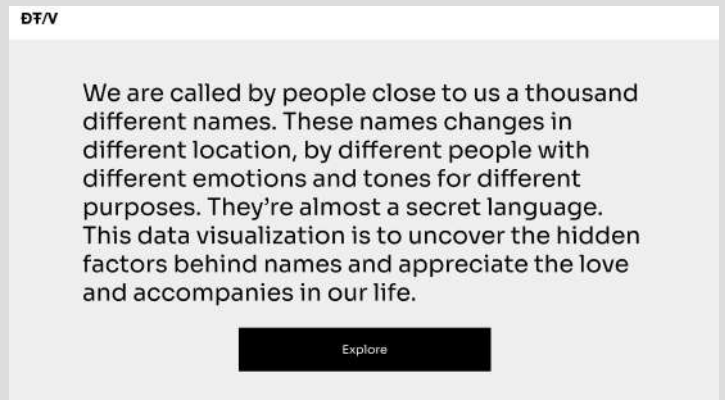 ĐŦ/V
We are called by people close to us a thousand
different names. These names changes in
different location, by different people with
different emotions and tones for different
purposes. They’re almost a secret language.
This data visualization is to uncover the hidden
factors behind names and appreciate the love
and accompanies in our life.
Explore